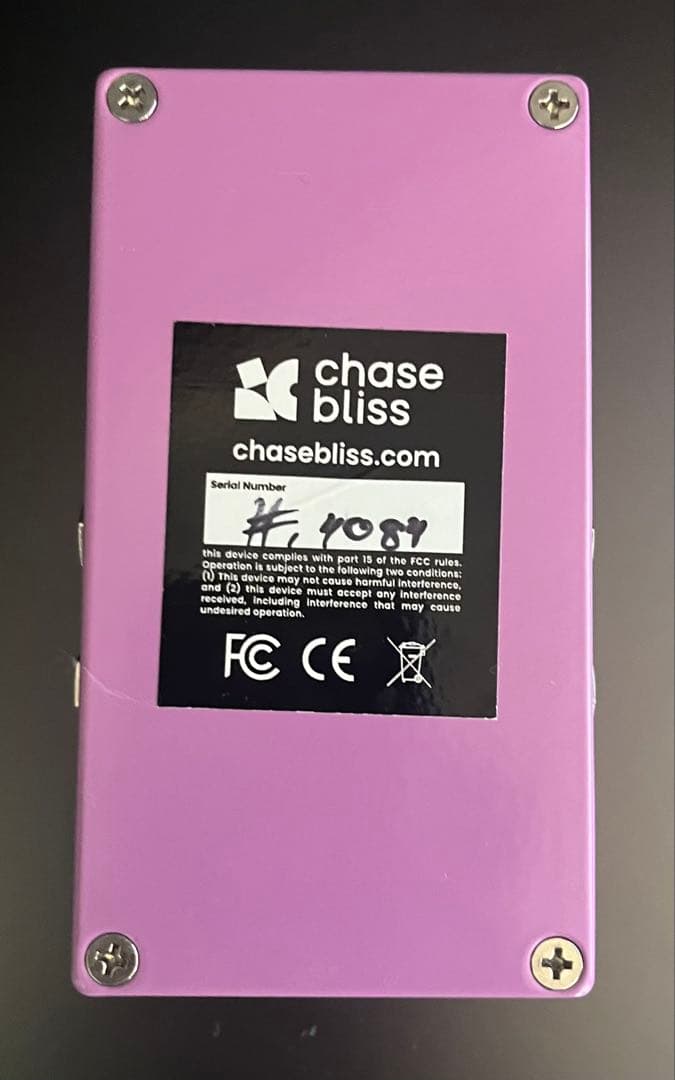 chase
bliss
chasebliss.com
Serial Number
#. 4084
this device complies with part 15 of the FCC rules.
Operation is subject to the following two conditions:
(1) This device may not cause harmful interference,
and (2) this device must accept any interference
received, including interference that may cause
undesired operation.
FC CE